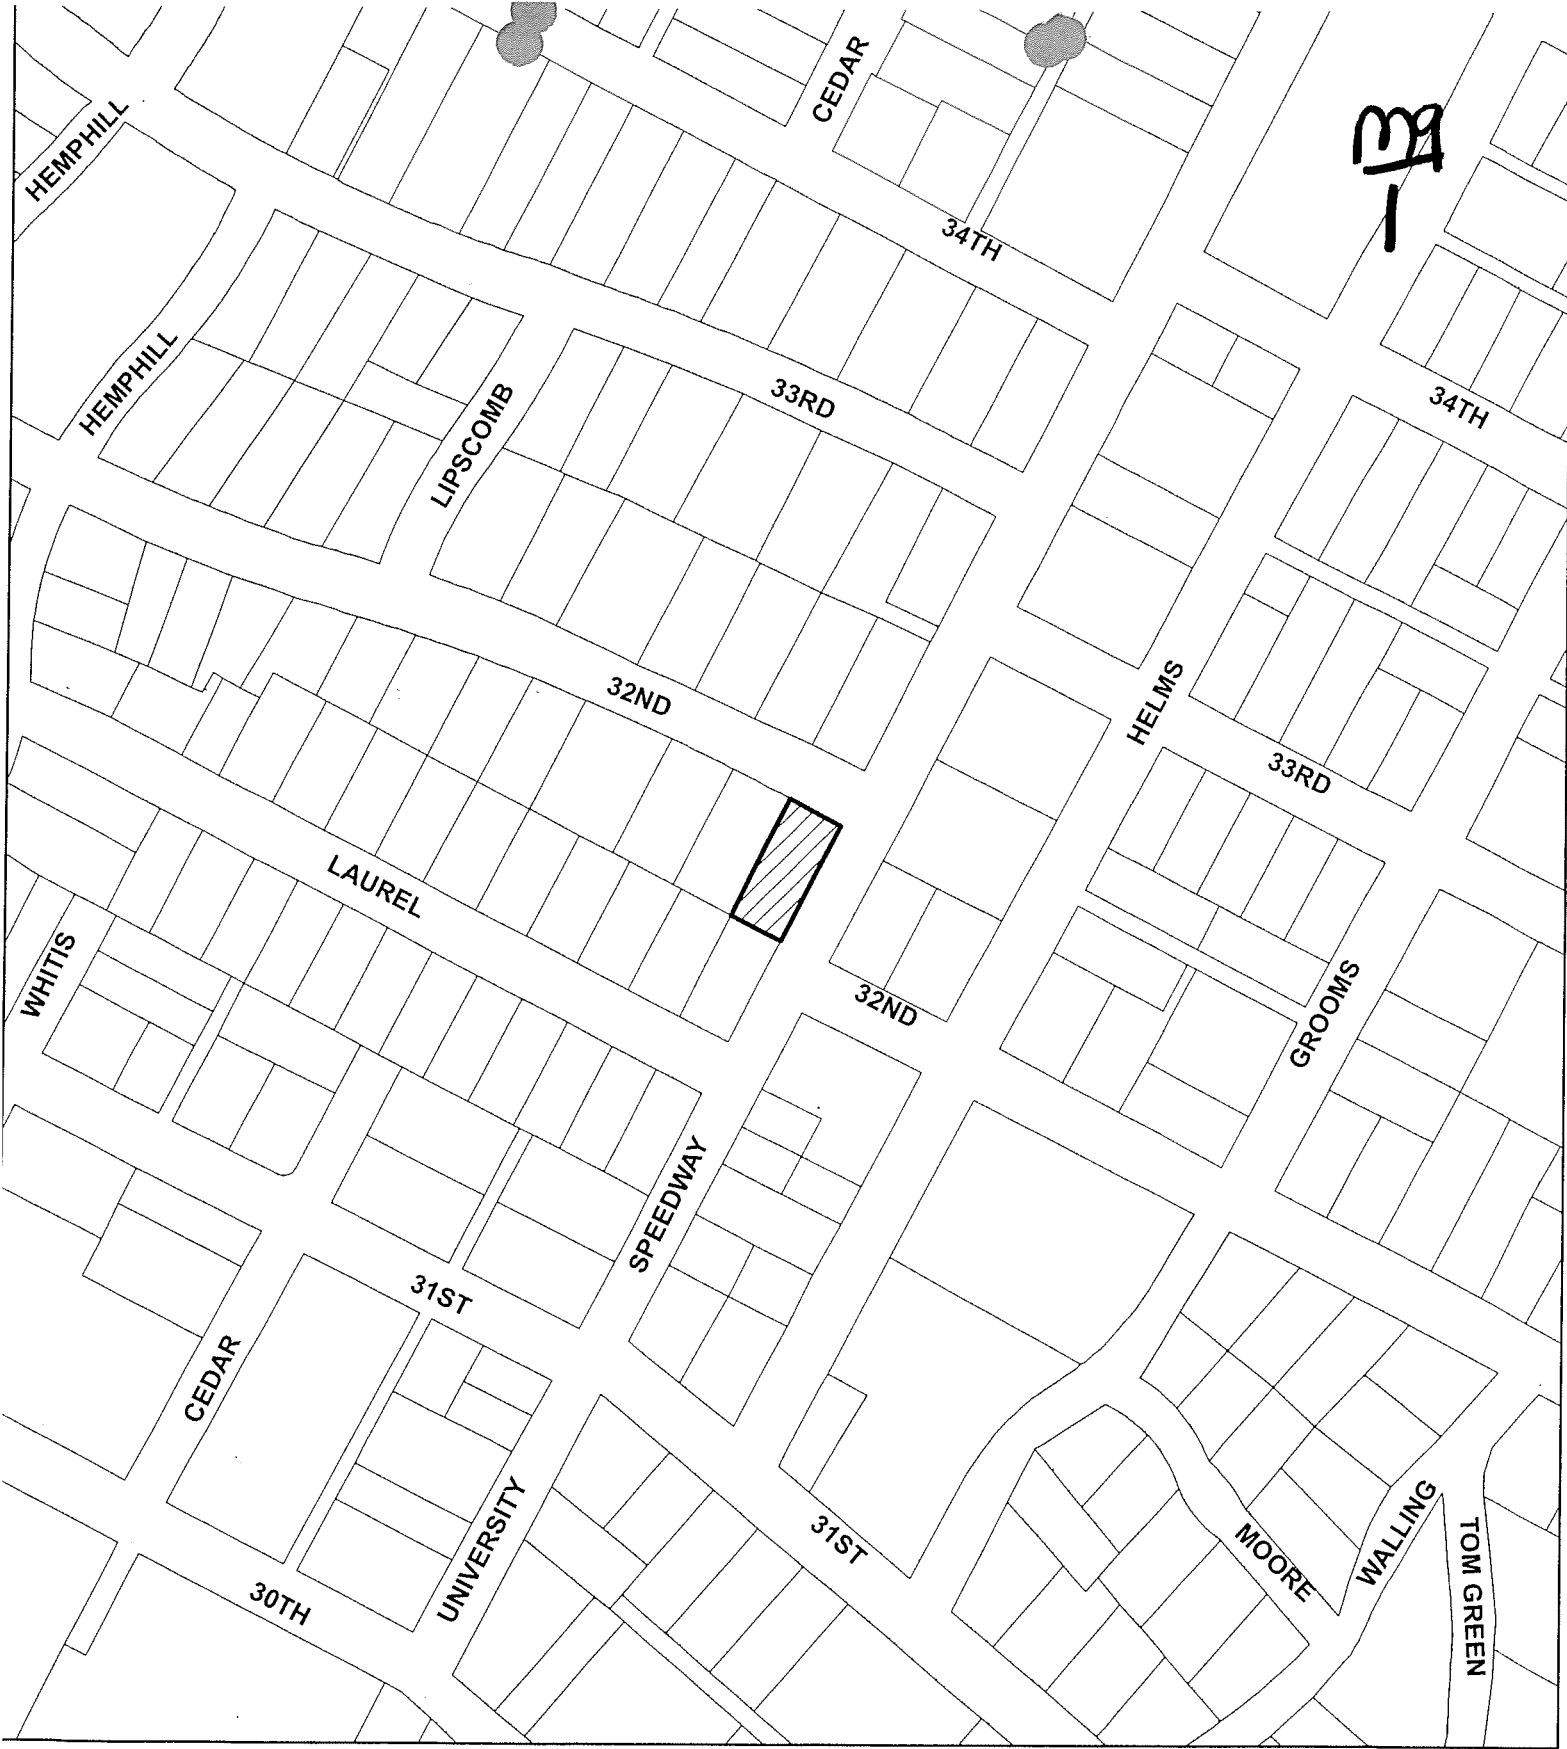 CEDAR
HEMPHILL
34TH
HEMPHILL
33RD
34TH
LIPSCOMB
32ND
HELMS
33RD
LAUREL
WHITIS
32ND
GROOMS
SPEEDWAY
31ST
CEDAR
UNIVERSITY
31ST
MOORE
WALLING
TOM GREEN
30TH